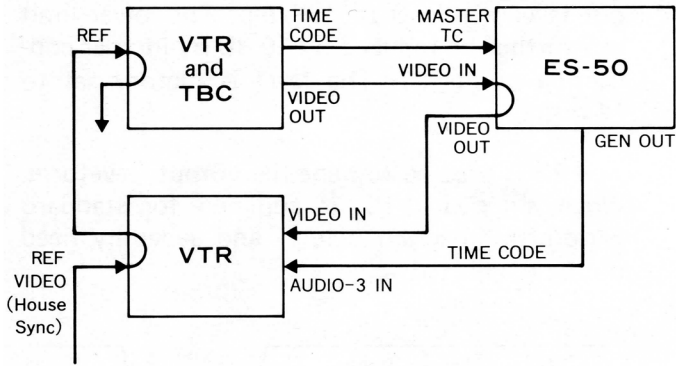 TIME
CODE
MASTER
TC
REF
VTR
and
TBC
VIDEO IN
ES-50
VIDEO
OUT
VIDEO
OUT
GEN OUT
VIDEO IN
VTR
REF
VIDEO
(House
Sync)
TIME CODE
AUDIO-3 IN